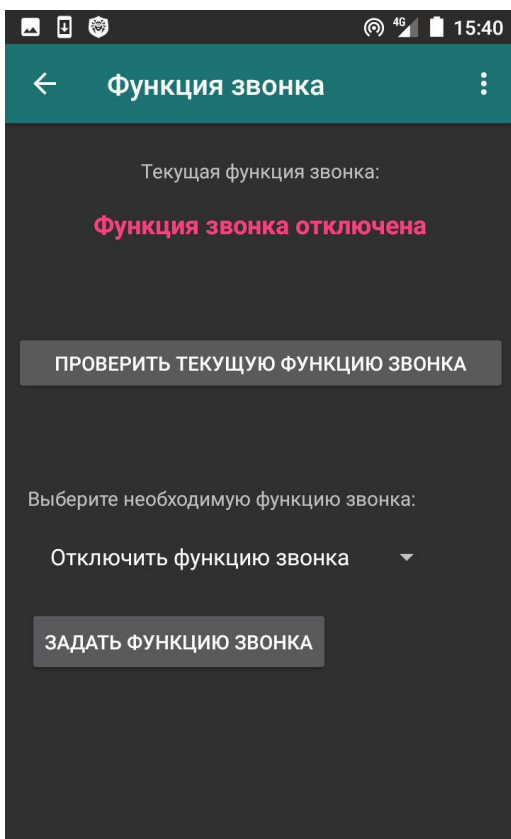 4G 15:40
Функция звонка
Текущая функция звонка:
Функция звонка отключена
ПРОВЕРИТЬ ТЕКУЩУЮ ФУНКЦИЮ ЗВОНКА
Выберите необходимую функцию звонка:
Отключить функцию звонка
ЗАДАТЬ ФУНКЦИЮ ЗВОНКА